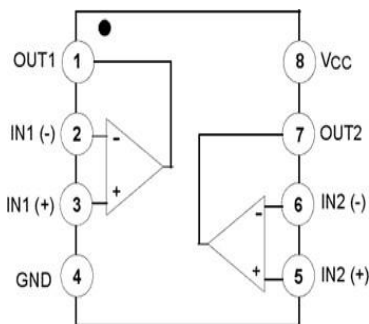 OUT1 1
8 VCC
IN1 (-) 2 -
7 OUT2
IN1 (+) 3 +
- 6 IN2 (-)
GND 4
+ 5 IN2 (+)